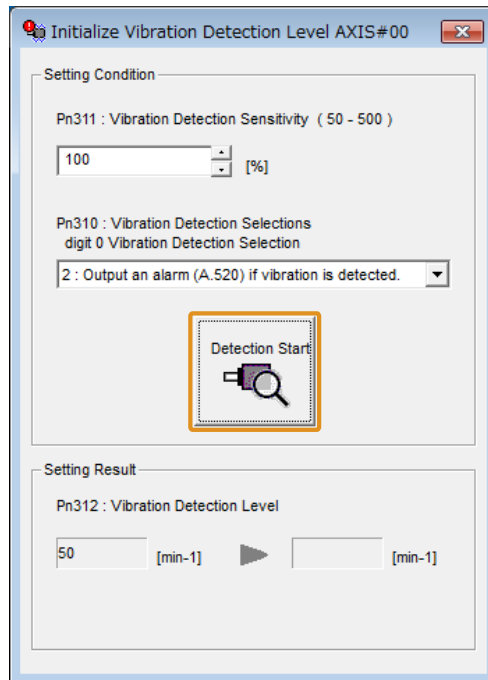 Initialize Vibration Detection Level AXIS#00
Setting Condition
Pn311 : Vibration Detection Sensitivity ( 50 - 500 )
100
[%]
Pn310 : Vibration Detection Selections
digit 0 Vibration Detection Selection
2 : Output an alarm (A.520) if vibration is detected.
Detection Start
Setting Result
Pn312 : Vibration Detection Level
50 [min-1] [min-1]